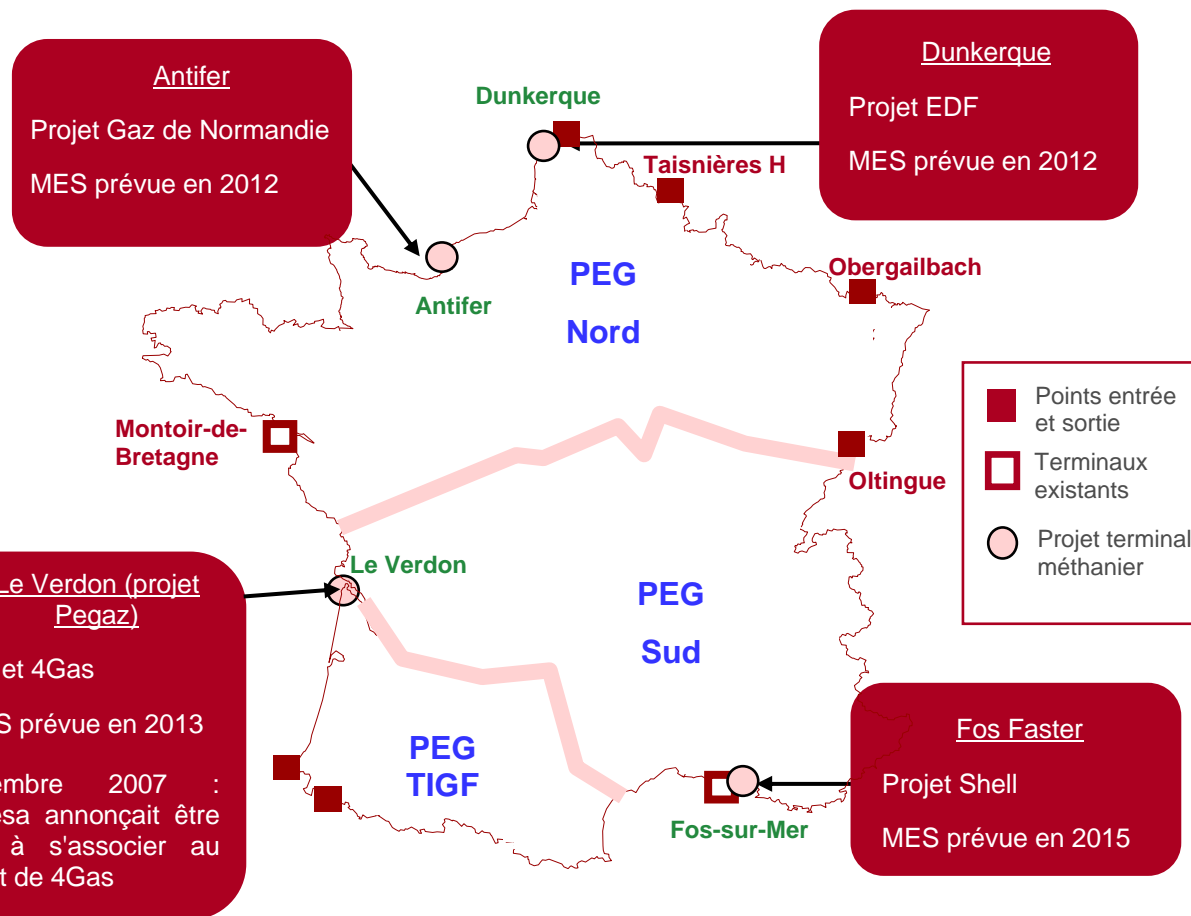 Antifer
Projet Gaz de Normandie
MES prévue en 2012
Dunkerque
Projet EDF
MES prévue en 2012
Dunkerque
Taisnières H
Obergailbach
PEG
Nord
Antifer
Montoir-de-
Bretagne
Oltingue
Points entrée
et sortie
Terminaux
existants
Projet terminal
méthanier
Le Verdon
Le Verdon (projet
Pegaz)
et 4Gas
prévue en 2013
2007 :
annonçait être
à s'associer au
de 4Gas
PEG
Sud
PEG
TIGF
Fos-sur-Mer
Fos Faster
Projet Shell
MES prévue en 2015